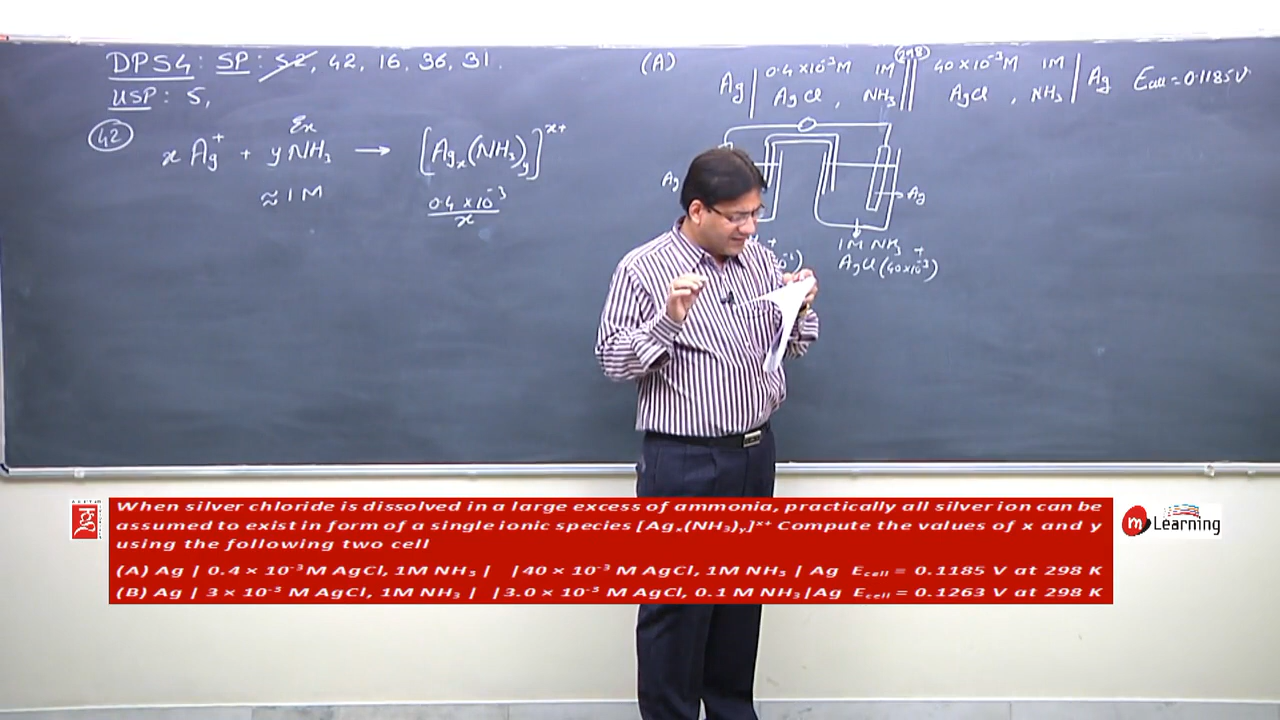 DPS4: SP: 52, 42, 16, 36, 31.
USP: 5,
(42) x Ag⁺ + y NH₃ ⟶ [Agₓ(NH₃)ᵧ]ˣ⁺
Ex
≈ 1 M
0.4 × 10⁻³ / x
(A) Ag | 0.4×10⁻³M AgCl, 1M NH₃ || 40×10⁻³M AgCl, 1M NH₃ | Ag Ecell = 0.1185V
(298)
Ag
Ag
1M NH₃ +
AgCl (40×10⁻³)
When silver chloride is dissolved in a large excess of ammonia, practically all silver ion can be
assumed to exist in form of a single ionic species [Agₓ(NH₃)ᵧ]ˣ⁺ Compute the values of x and y
using the following two cell
(A) Ag | 0.4 × 10⁻³ M AgCl, 1M NH₃ | | 40 × 10⁻³ M AgCl, 1M NH₃ | Ag E꜀ₑₗₗ = 0.1185 V at 298 K
(B) Ag | 3 × 10⁻³ M AgCl, 1M NH₃ | | 3.0 × 10⁻³ M AgCl, 0.1 M NH₃|Ag E꜀ₑₗₗ = 0.1263 V at 298 K
m Learning